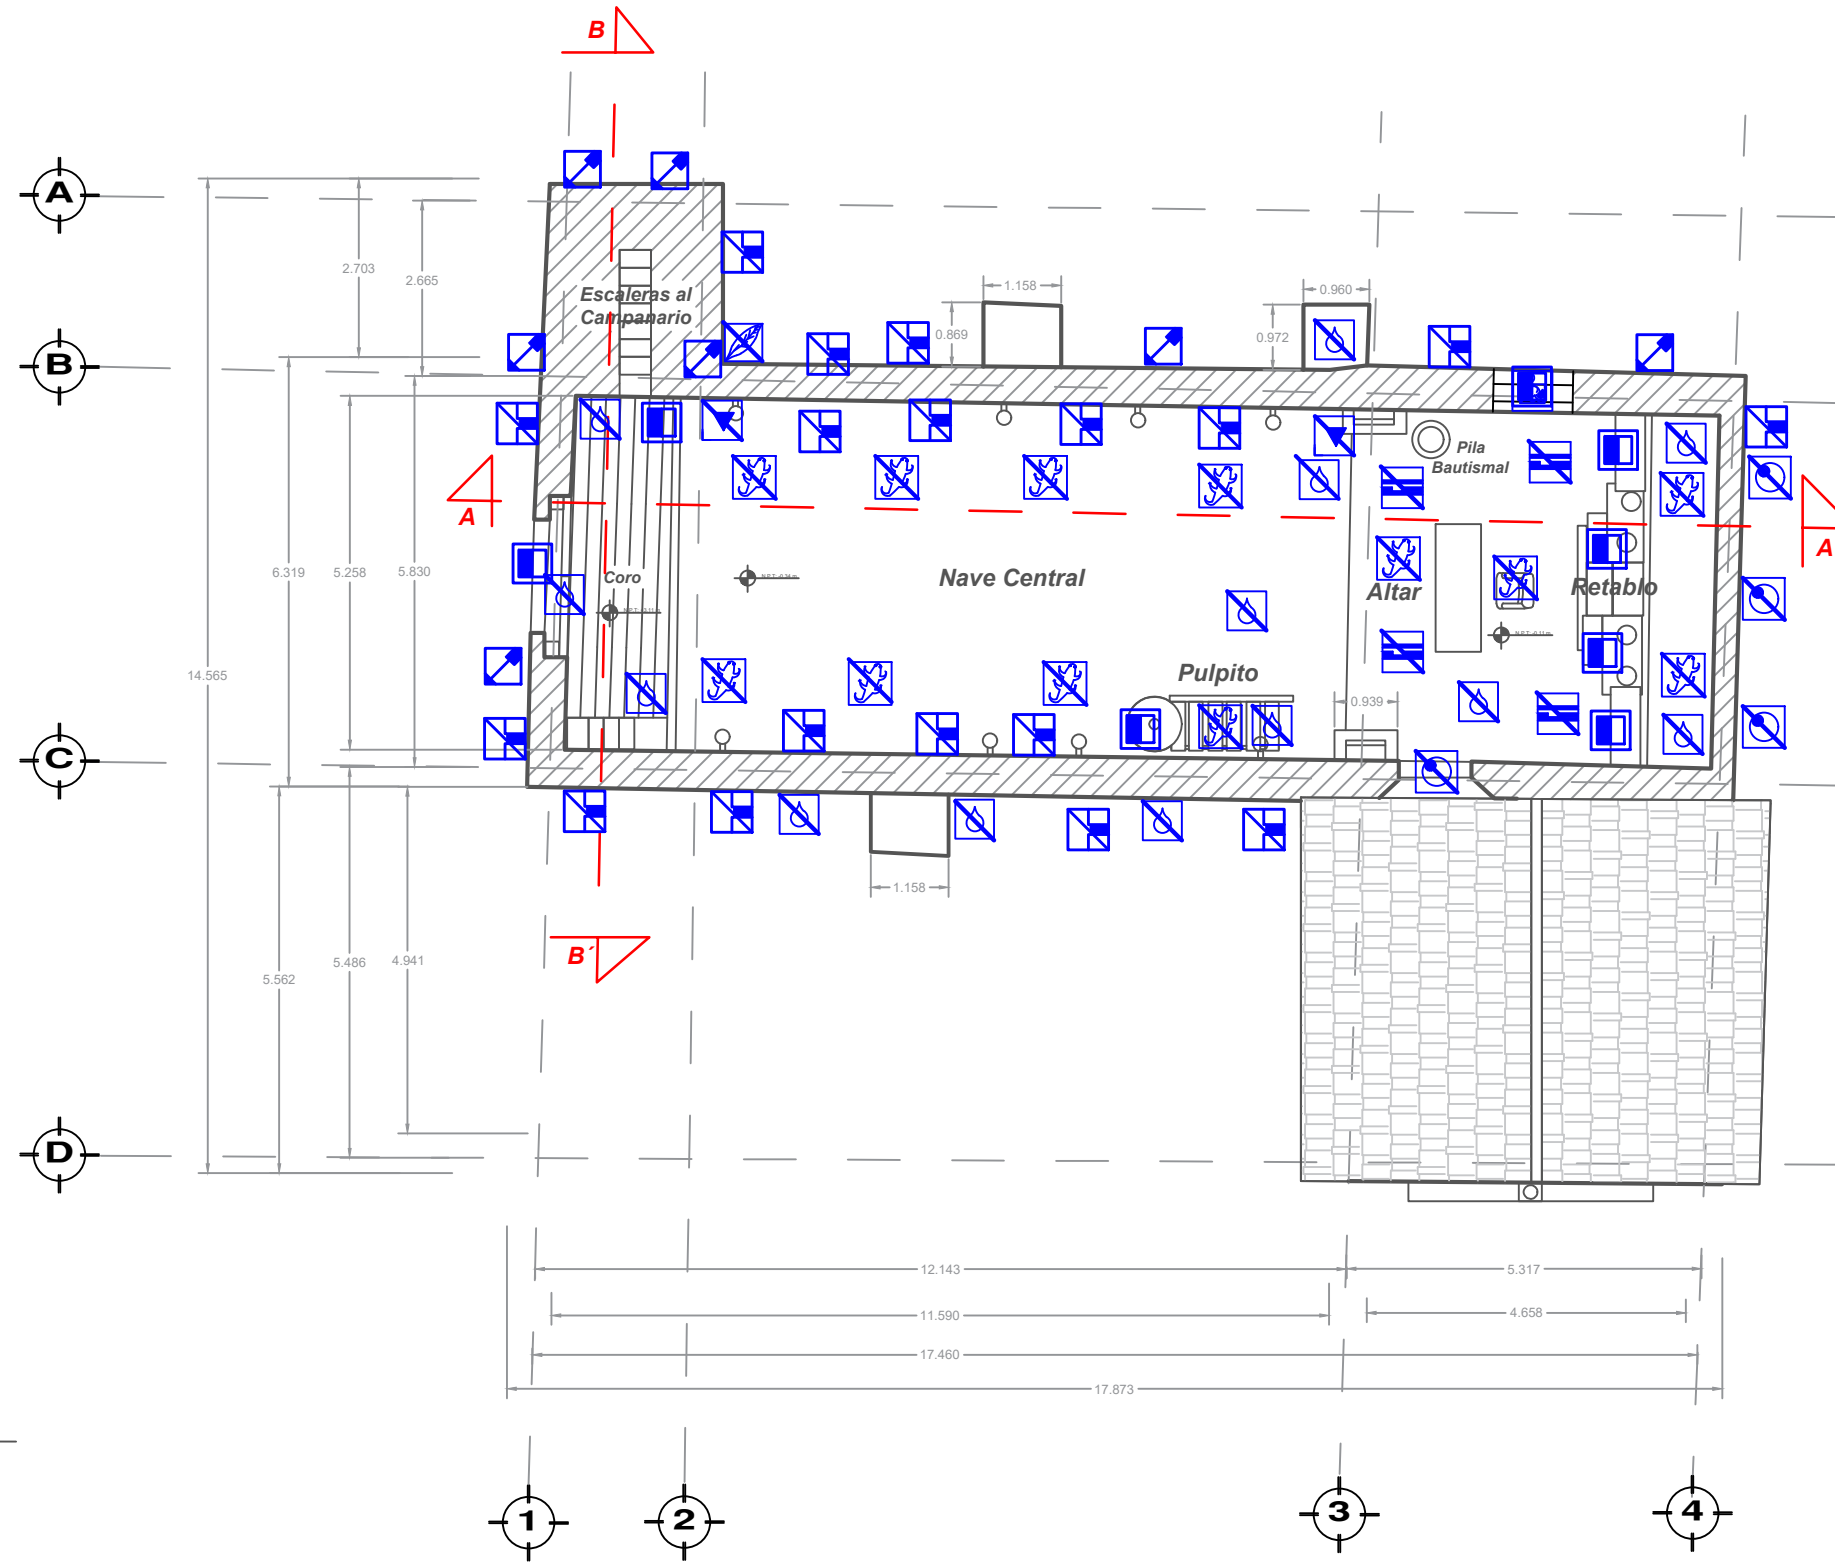 B
A
2.703
2.665
1.158
0.960
Escaleras al
Campanario
0.869
0.972
B
Pila
Bautismal
A
A
6.319
5.258
5.830
Coro
Nave Central
Altar
Retablo
14.565
Pulpito
0.939
C
1.158
B´
5.562
5.486
4.941
D
12.143
5.317
11.590
4.658
17.460
17.873
1
2
3
4